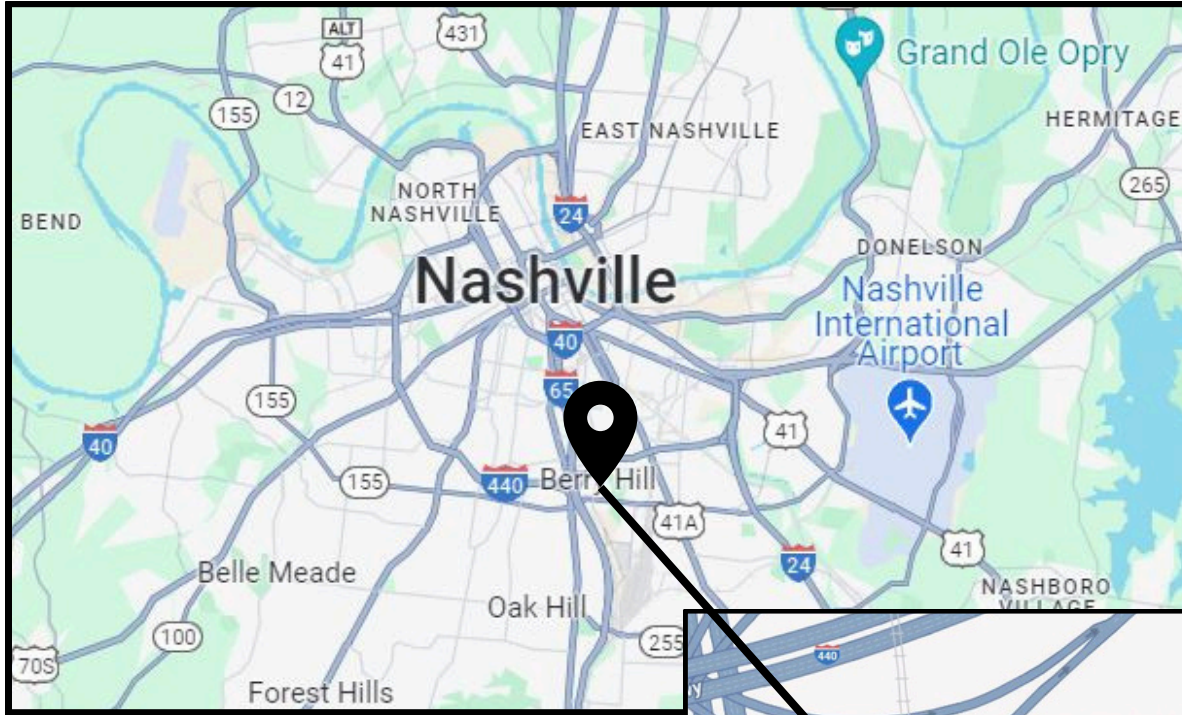 ALT
41
431
Grand Ole Opry
12
155
EAST NASHVILLE
HERMITAGE
NORTH
NASHVILLE
265
24
BEND
DONELSON
Nashville
Nashville
International
Airport
40
65
155
41
40
155
440
Berry Hill
41A
41
24
Belle Meade
NASHBORO
VILLAGE
Oak Hill
100
255
70S
Forest Hills
440